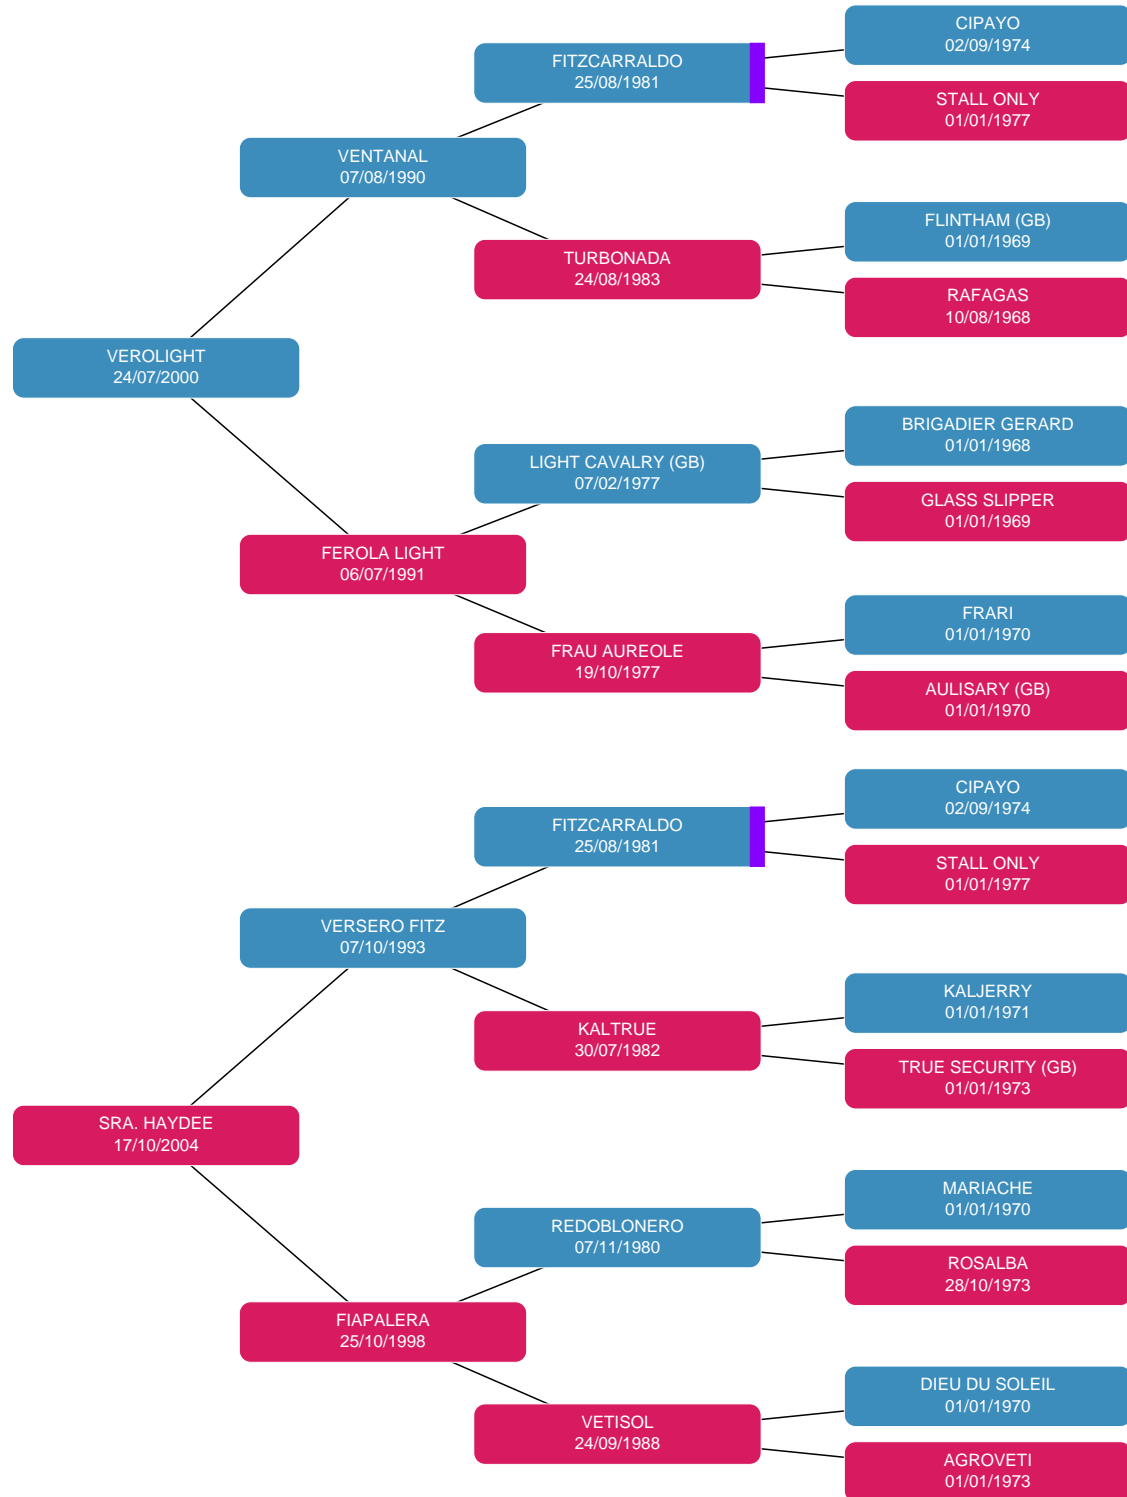 CIPAYO
02/09/1974
FITZCARRALDO
25/08/1981
STALL ONLY
01/01/1977
VENTANAL
07/08/1990
FLINTHAM (GB)
01/01/1969
TURBONADA
24/08/1983
RAFAGAS
10/08/1968
VEROLIGHT
24/07/2000
BRIGADIER GERARD
01/01/1968
LIGHT CAVALRY (GB)
07/02/1977
GLASS SLIPPER
01/01/1969
FEROLA LIGHT
06/07/1991
FRARI
01/01/1970
FRAU AUREOLE
19/10/1977
AULISARY (GB)
01/01/1970
CIPAYO
02/09/1974
FITZCARRALDO
25/08/1981
STALL ONLY
01/01/1977
VERSERO FITZ
07/10/1993
KALJERRY
01/01/1971
KALTRUE
30/07/1982
TRUE SECURITY (GB)
01/01/1973
SRA. HAYDEE
17/10/2004
MARIACHE
01/01/1970
REDOBLONERO
07/11/1980
ROSALBA
28/10/1973
FIAPALERA
25/10/1998
DIEU DU SOLEIL
01/01/1970
VETISOL
24/09/1988
AGROVETI
01/01/1973